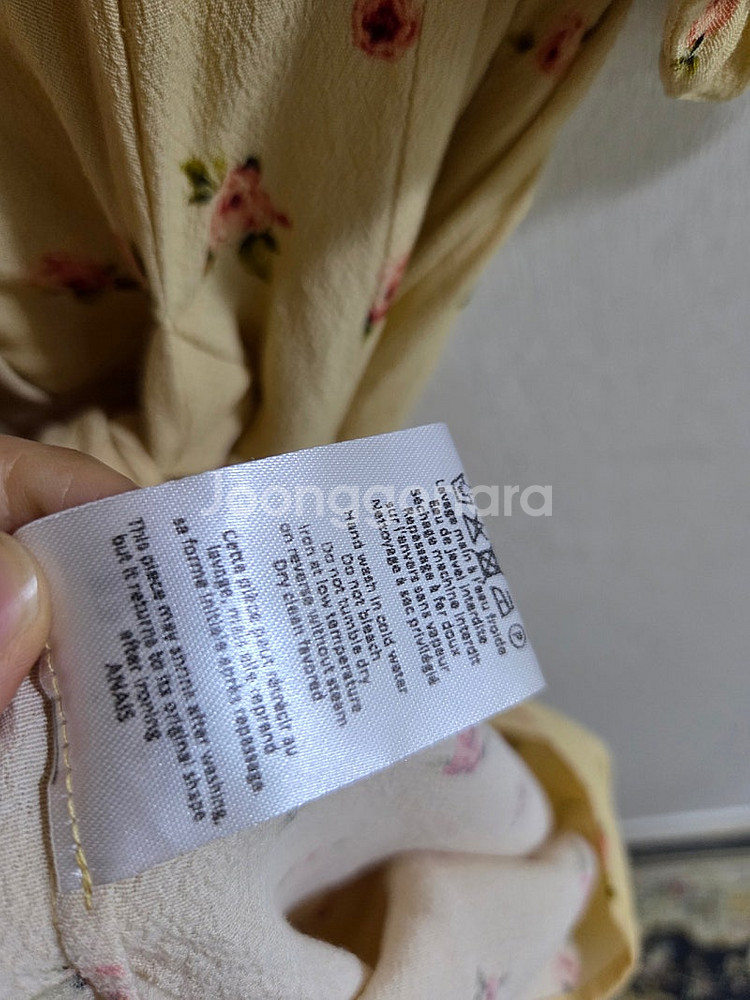 Joonggonara
Lavage main à l'eau froide
Eau de javel interdite
Séchage machine interdit
Repassage à fer doux
sur l'envers sans vapeur
Nettoyage à sec privilégié
Hand wash in cold water
Do not bleach
Do not tumble dry
Iron at low temperature
on reverse without steam
Dry clean favored
Cette pièce peut rétrécir au
lavage, mais elle reprend
sa forme initiale après repassage
This piece may shrink after washing,
but it returns to its original shape
after ironing
ANAIS